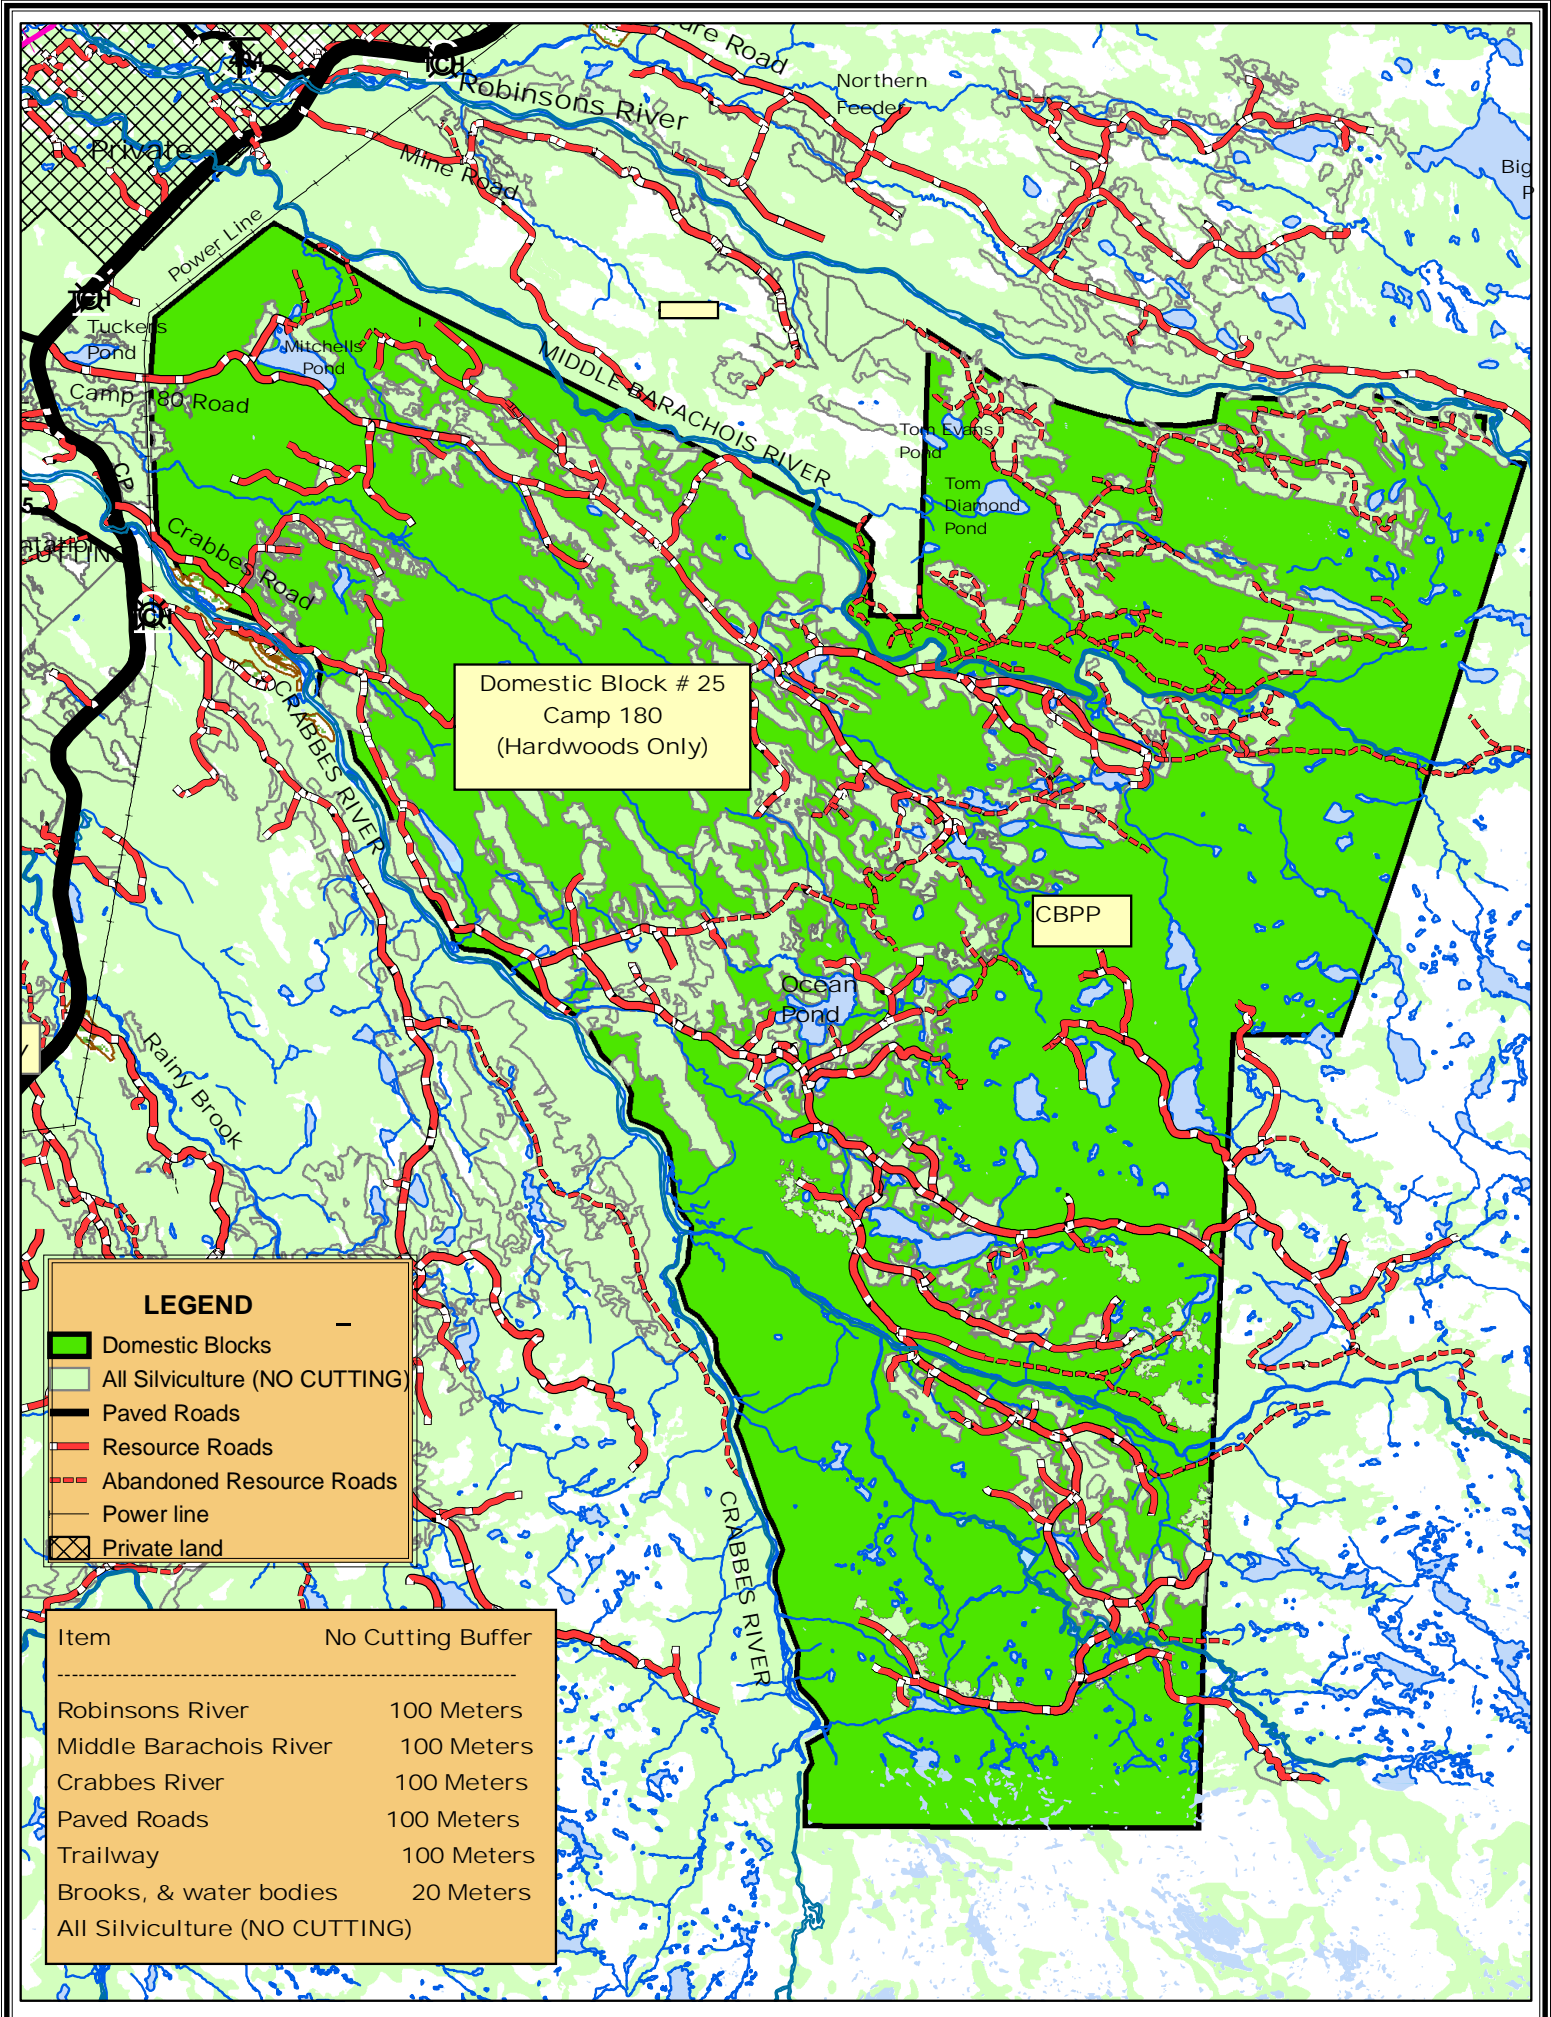 TCH
Robinsons River
Northern
Feeder
Big
P
Private
Mine Road
Power Line
TCH
Tuckers
Pond
Mitchells
Pond
Camp 180 Road
MIDDLE BARACHOIS RIVER
Tom Evans
Pond
Tom
Diamond
Pond
Crabbes Road
TCH
Domestic Block # 25
Camp 180
(Hardwoods Only)
CRABBES RIVER
CBPP
Ocean
Pond
Rainy Brook
CRABBES RIVER
LEGEND
Domestic Blocks
All Silviculture (NO CUTTING)
Paved Roads
Resource Roads
Abandoned Resource Roads
Power line
Private land
Item No Cutting Buffer
Robinsons River 100 Meters
Middle Barachois River 100 Meters
Crabbes River 100 Meters
Paved Roads 100 Meters
Trailway 100 Meters
Brooks, & water bodies 20 Meters
All Silviculture (NO CUTTING)